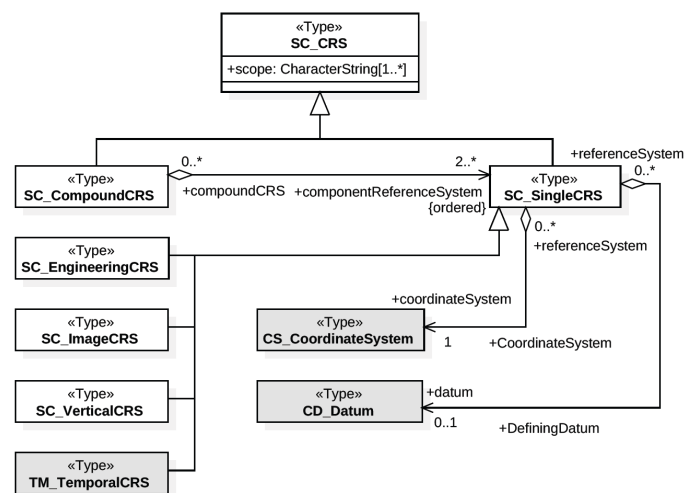 «Type»
SC_CRS
+scope: CharacterString[1..*]
+referenceSystem
0..*
2..*
0..*
«Type»
SC_CompoundCRS
«Type»
SC_SingleCRS
+compoundCRS
+componentReferenceSystem
{ordered}
0..*
+referenceSystem
«Type»
SC_EngineeringCRS
+coordinateSystem
«Type»
SC_ImageCRS
«Type»
CS_CoordinateSystem
1
+CoordinateSystem
«Type»
SC_VerticalCRS
«Type»
CD_Datum
+datum
0..1
+DefiningDatum
«Type»
TM_TemporalCRS